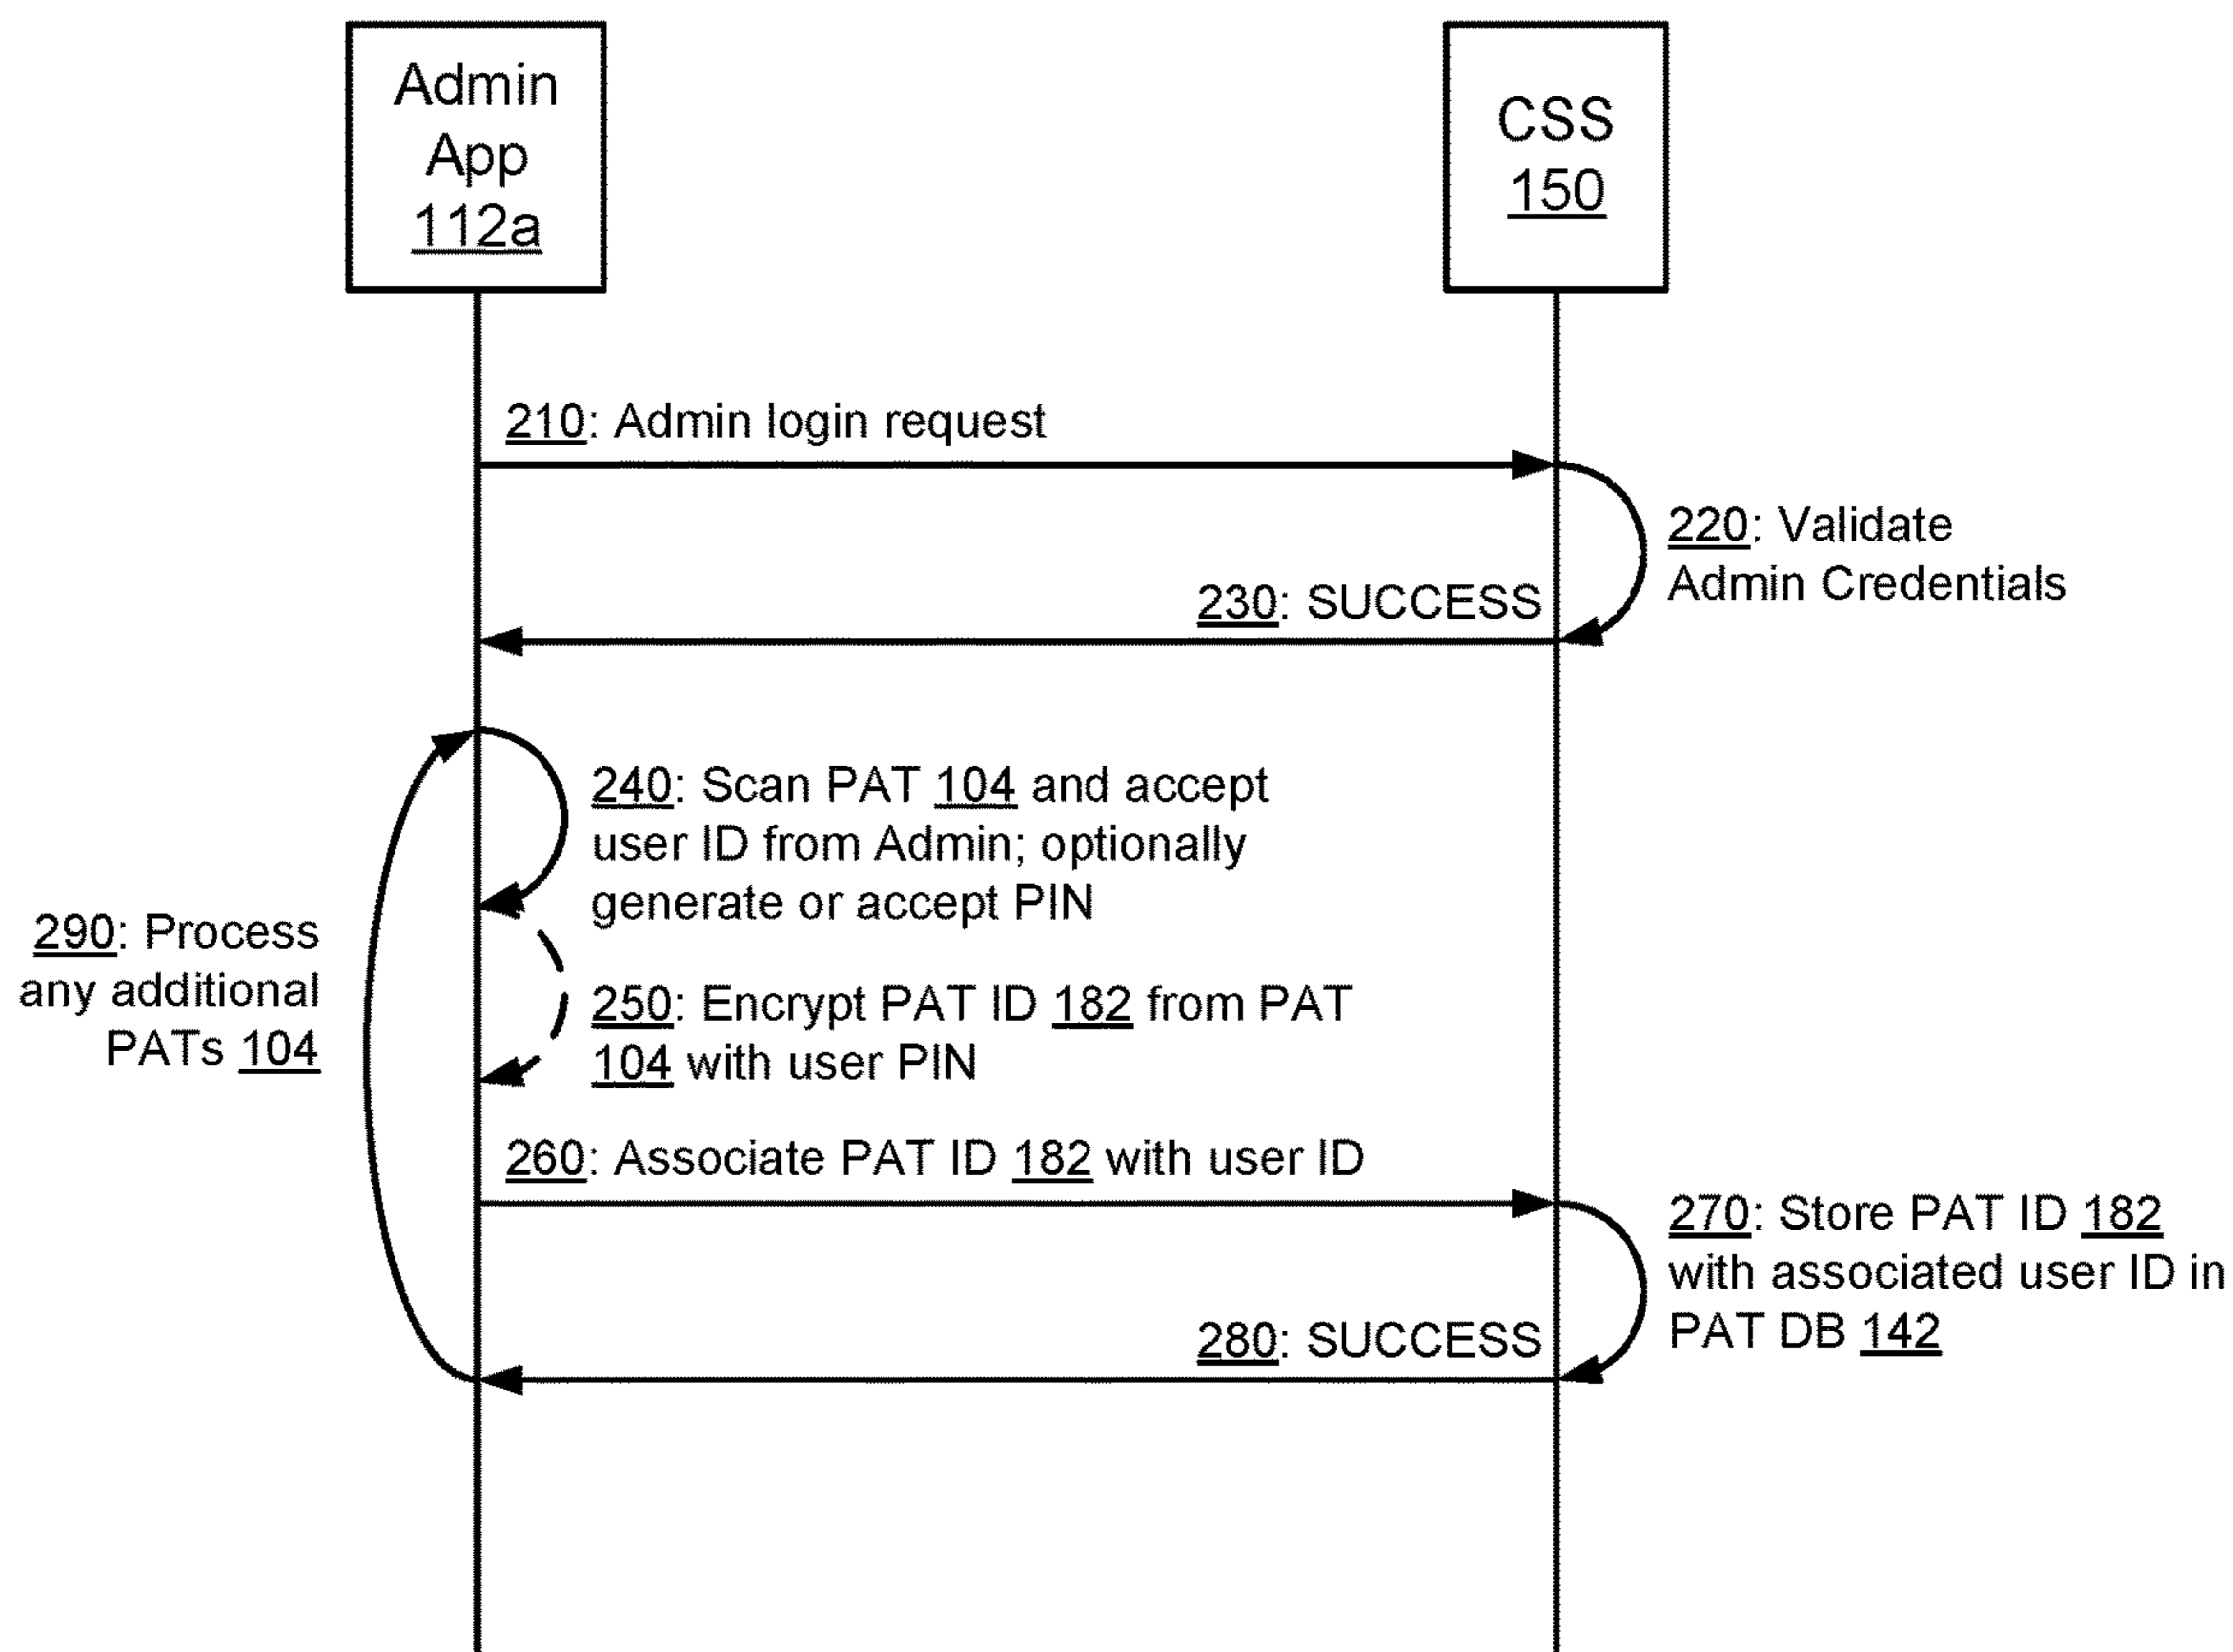 Admin
App
112a
CSS
150
210: Admin login request
220: Validate
Admin Credentials
230: SUCCESS
240: Scan PAT 104 and accept
user ID from Admin; optionally
generate or accept PIN
290: Process
any additional
PATs 104
250: Encrypt PAT ID 182 from PAT
104 with user PIN
260: Associate PAT ID 182 with user ID
270: Store PAT ID 182
with associated user ID in
PAT DB 142
280: SUCCESS